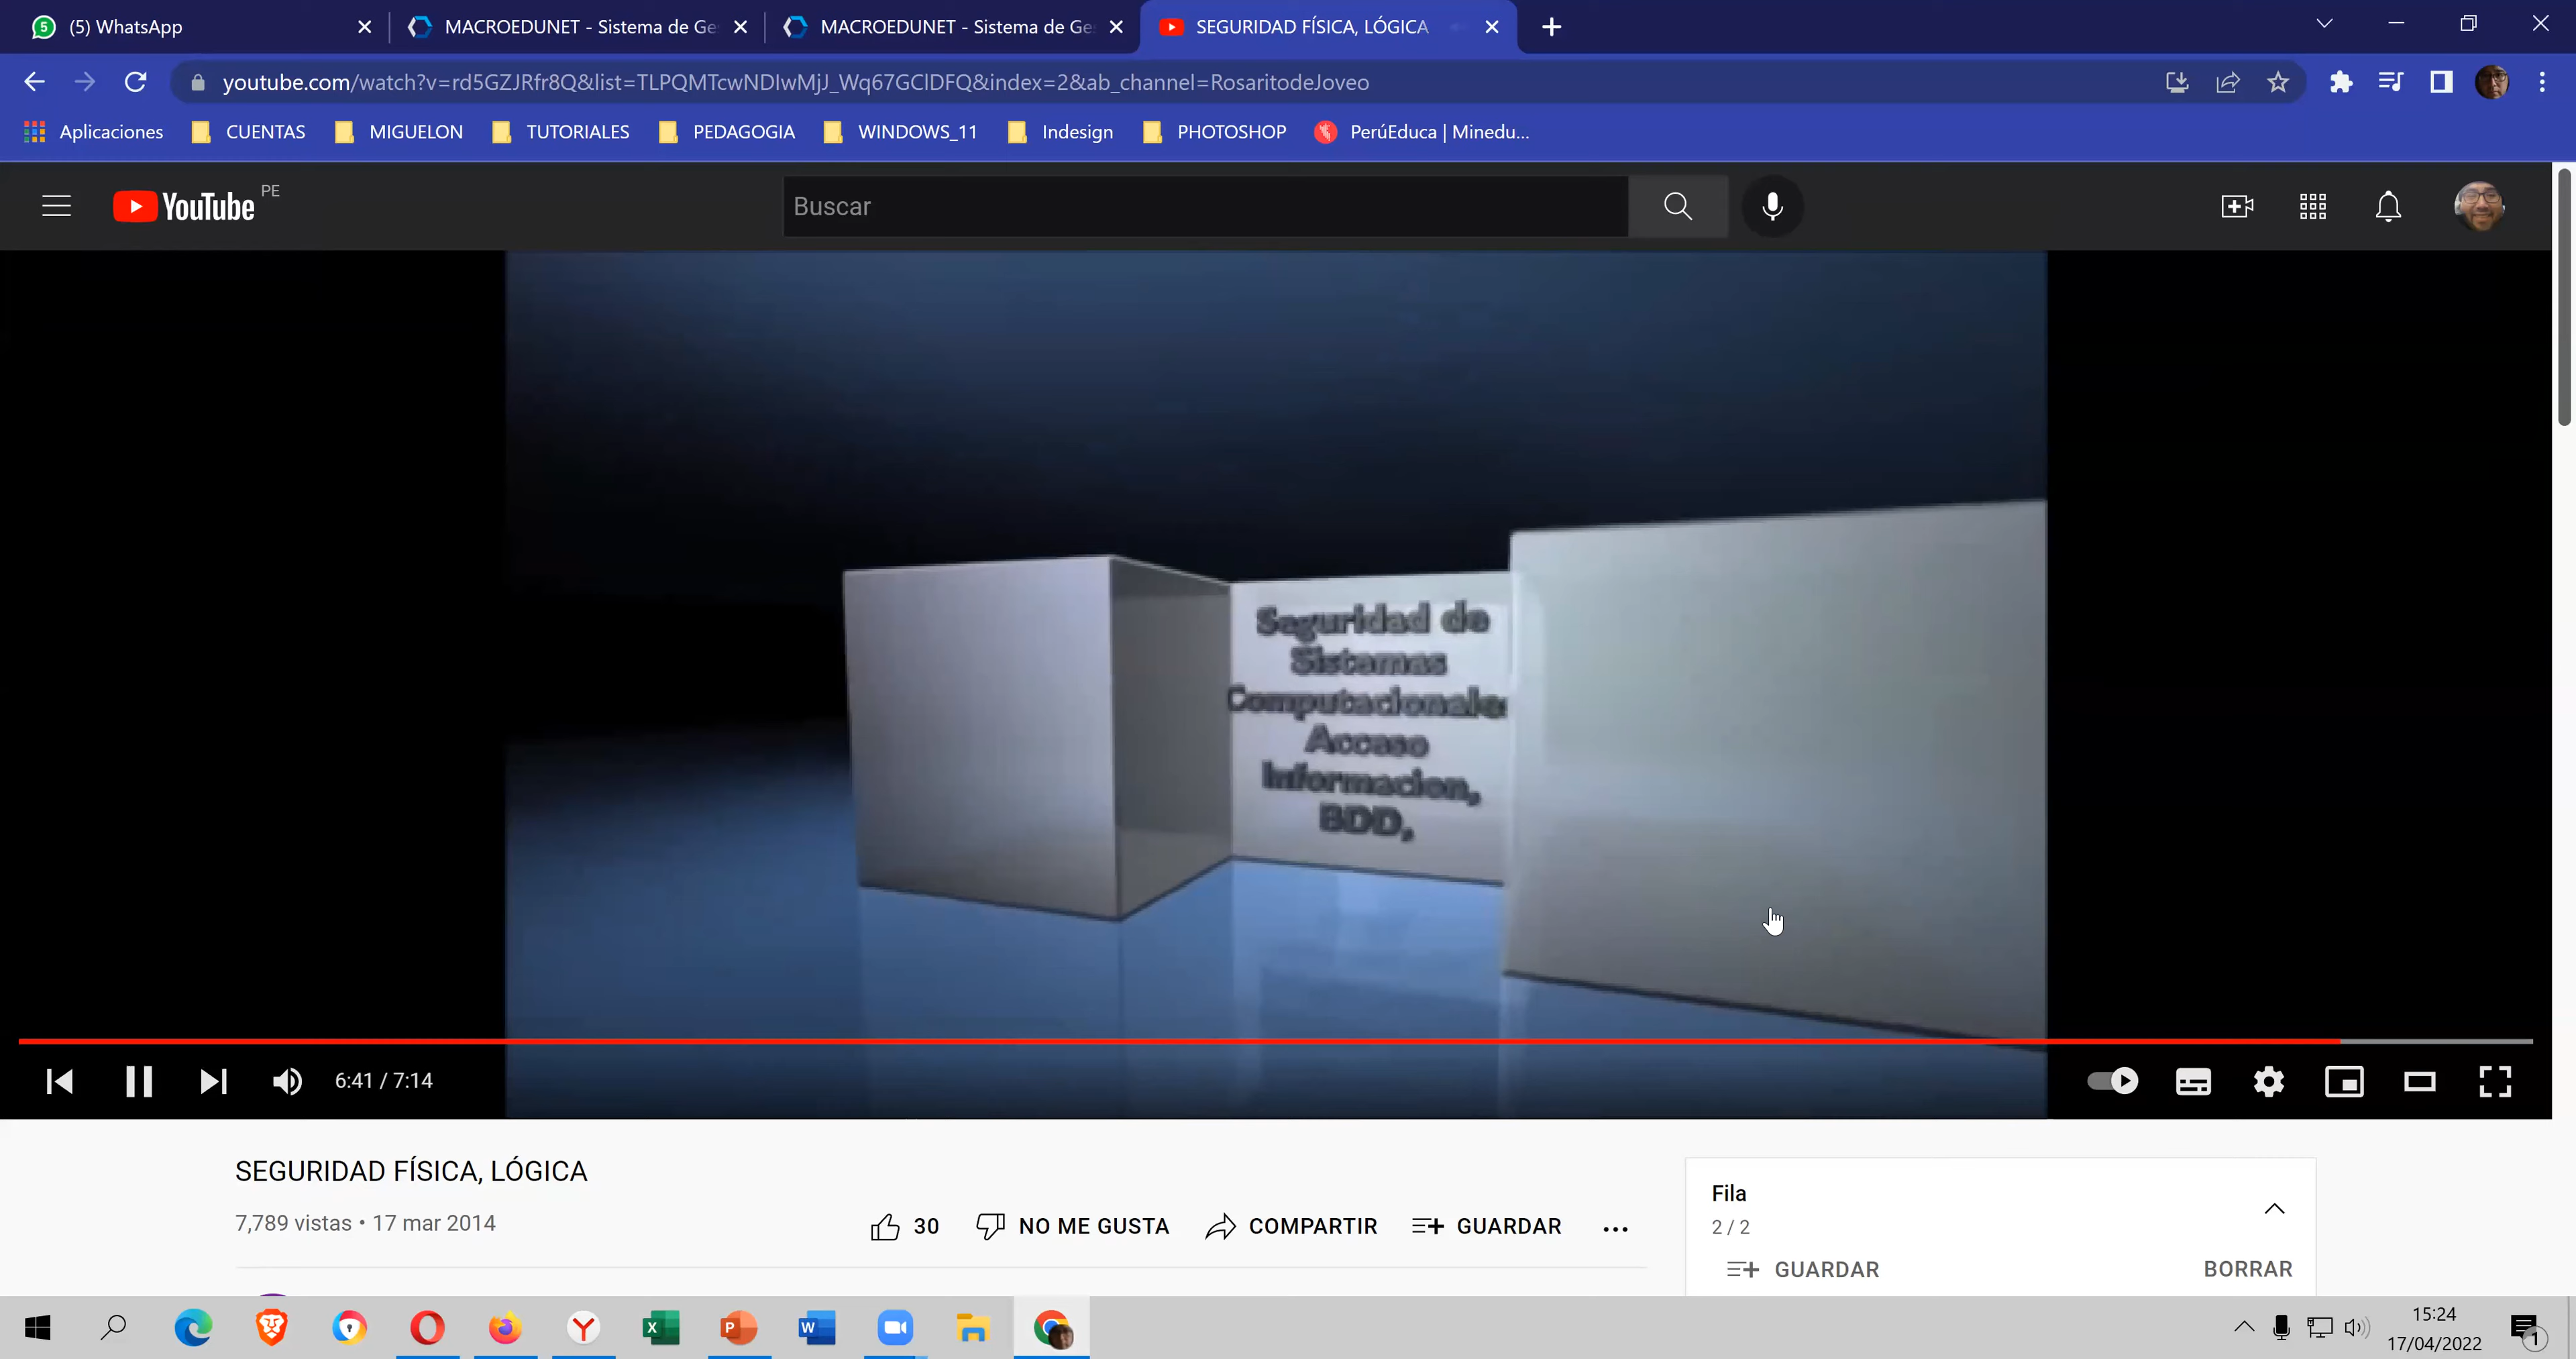 5 (5) WhatsApp
MACROEDUNET - Sistema de Ge
MACROEDUNET - Sistema de Ge
SEGURIDAD FÍSICA, LÓGICA
youtube.com/watch?v=rd5GZJRfr8Q&list=TLPQMTcwNDIwMjJ_Wq67GClDFQ&index=2&ab_channel=RosaritodeJoveo
Aplicaciones CUENTAS MIGUELON TUTORIALES PEDAGOGIA WINDOWS_11 Indesign PHOTOSHOP PerúEduca | Minedu...
YouTube PE
Buscar
Seguridad de
Sistemas
Computacionales
Acceso
Informacion,
BDD,
6:41 / 7:14
SEGURIDAD FÍSICA, LÓGICA
7,789 vistas • 17 mar 2014
30 NO ME GUSTA COMPARTIR GUARDAR ...
Fila
2 / 2
GUARDAR BORRAR
15:24
17/04/2022
1